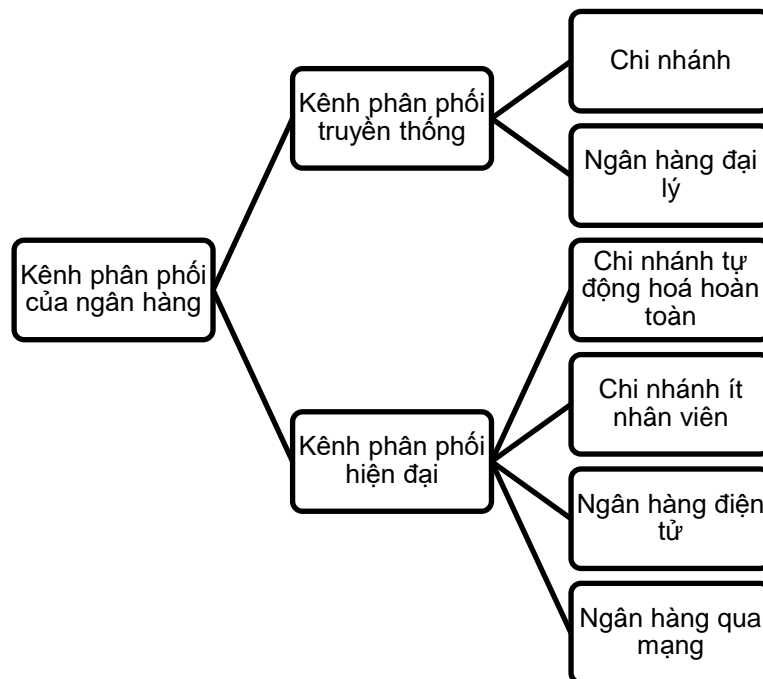 Kênh phân phối
của ngân hàng
Kênh phân phối
truyền thống
Chi nhánh
Ngân hàng đại
lý
Kênh phân phối
hiện đại
Chi nhánh tự
động hoá hoàn
toàn
Chi nhánh ít
nhân viên
Ngân hàng điện
tử
Ngân hàng qua
mạng